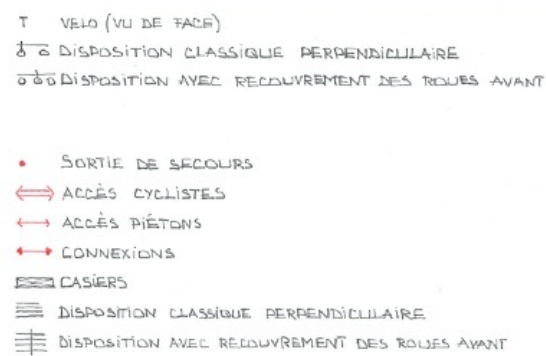 T VELO (VU DE FACE)
DISPOSITION CLASSIQUE PERPENDICULAIRE
DISPOSITION AVEC RECOUVREMENT DES ROUES AVANT
SORTIE DE SECOURS
ACCÈS CYCLISTES
ACCÈS PIÉTONS
CONNEXIONS
CASIERS
DISPOSITION CLASSIQUE PERPENDICULAIRE
DISPOSITION AVEC RECOUVREMENT DES ROUES AVANT